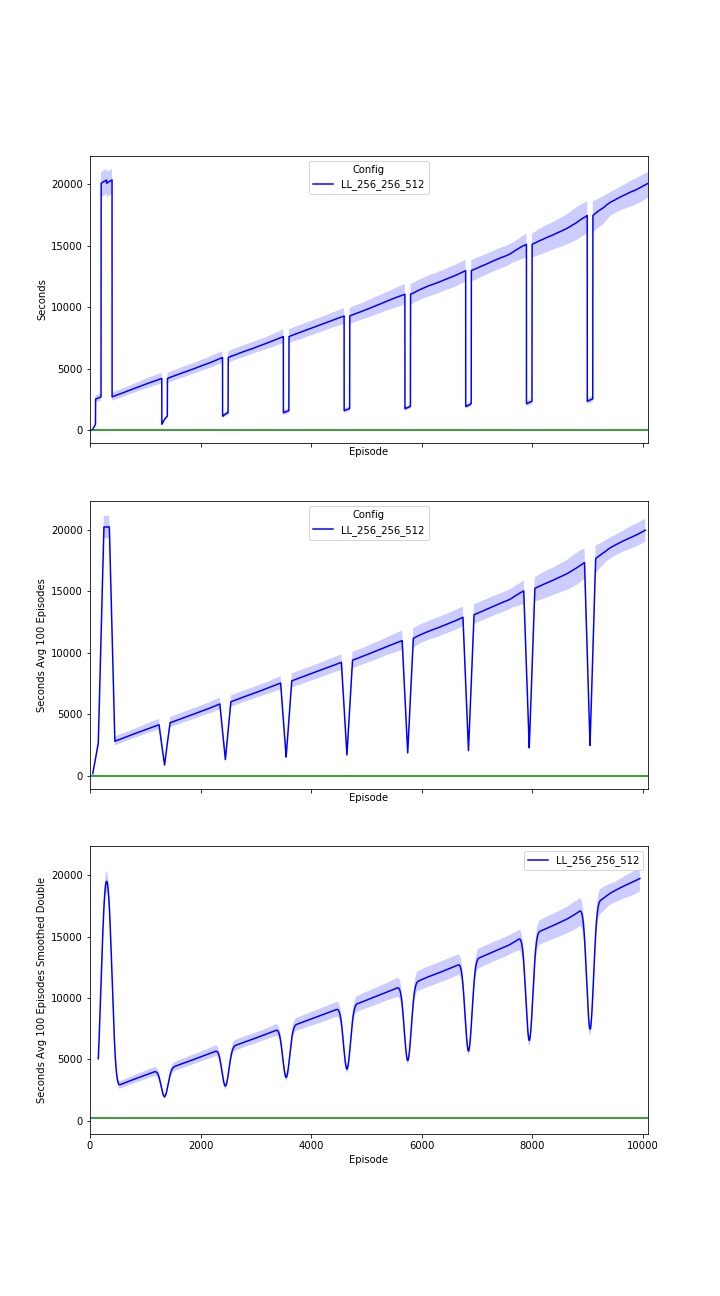 Config
LL_256_256_512
20000
15000
10000
5000
0
Seconds
Episode
Config
LL_256_256_512
20000
15000
10000
5000
0
Seconds Avg 100 Episodes
Episode
LL_256_256_512
20000
15000
10000
5000
0
Seconds Avg 100 Episodes Smoothed Double
0 2000 4000 6000 8000 10000
Episode